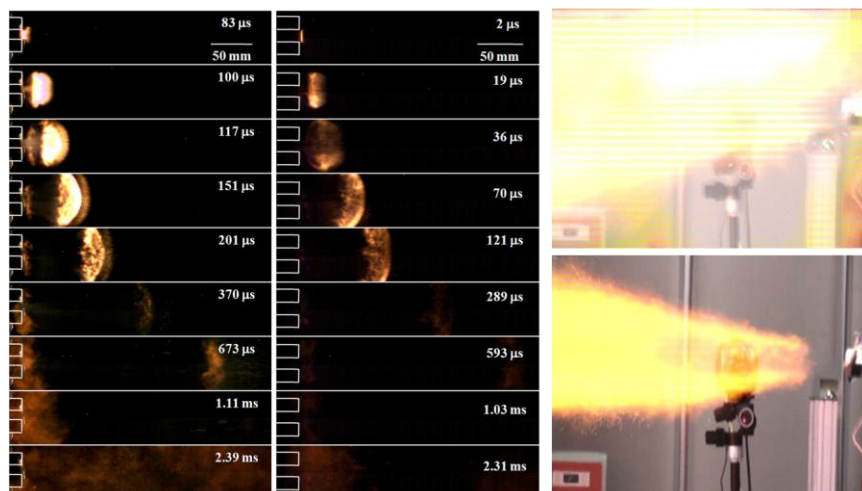 83 µs
50 mm
100 µs
117 µs
151 µs
201 µs
370 µs
673 µs
1.11 ms
2.39 ms
2 µs
50 mm
19 µs
36 µs
70 µs
121 µs
289 µs
593 µs
1.03 ms
2.31 ms